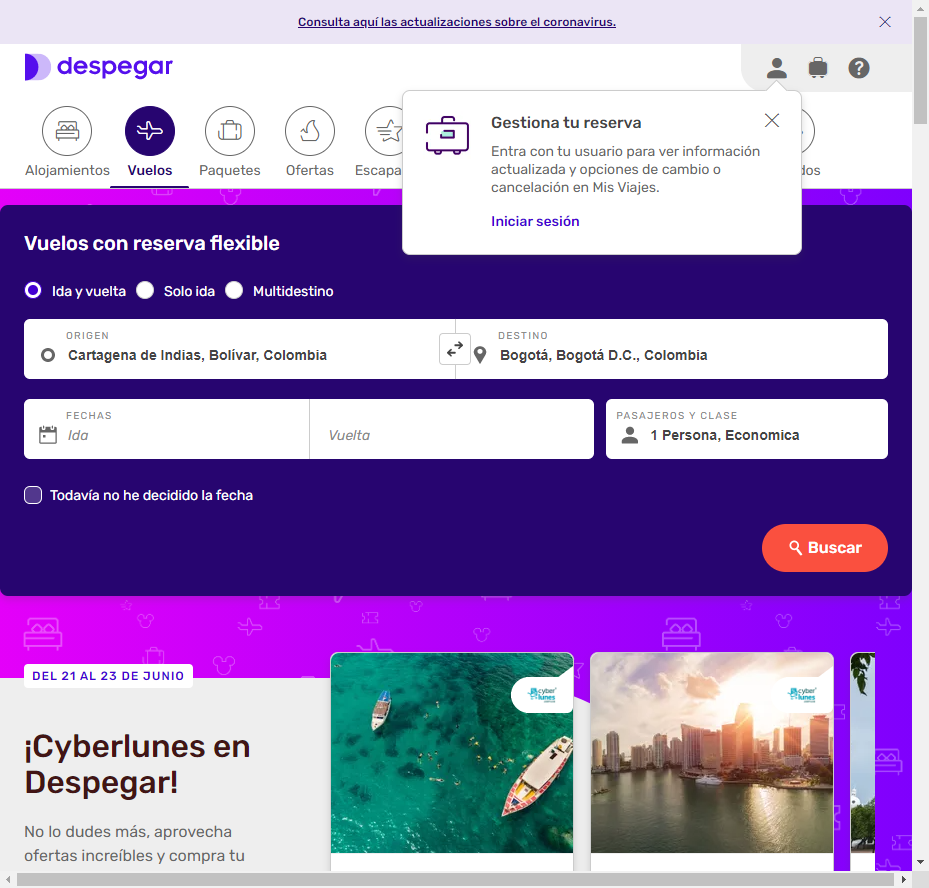 Consulta aquí las actualizaciones sobre el coronavirus.
despegar
Alojamientos
Vuelos
Paquetes
Ofertas
Escapa
dos
Gestiona tu reserva
Entra con tu usuario para ver información
actualizada y opciones de cambio o
cancelación en Mis Viajes.
Iniciar sesión
Vuelos con reserva flexible
Ida y vuelta
Solo ida
Multidestino
ORIGEN
Cartagena de Indias, Bolívar, Colombia
DESTINO
Bogotá, Bogotá D.C., Colombia
FECHAS
Ida
Vuelta
PASAJEROS Y CLASE
1 Persona, Economica
Todavía no he decidido la fecha
Buscar
DEL 21 AL 23 DE JUNIO
¡Cyberlunes en
Despegar!
No lo dudes más, aprovecha
ofertas increíbles y compra tu
cyber
lunes
cyber
lunes